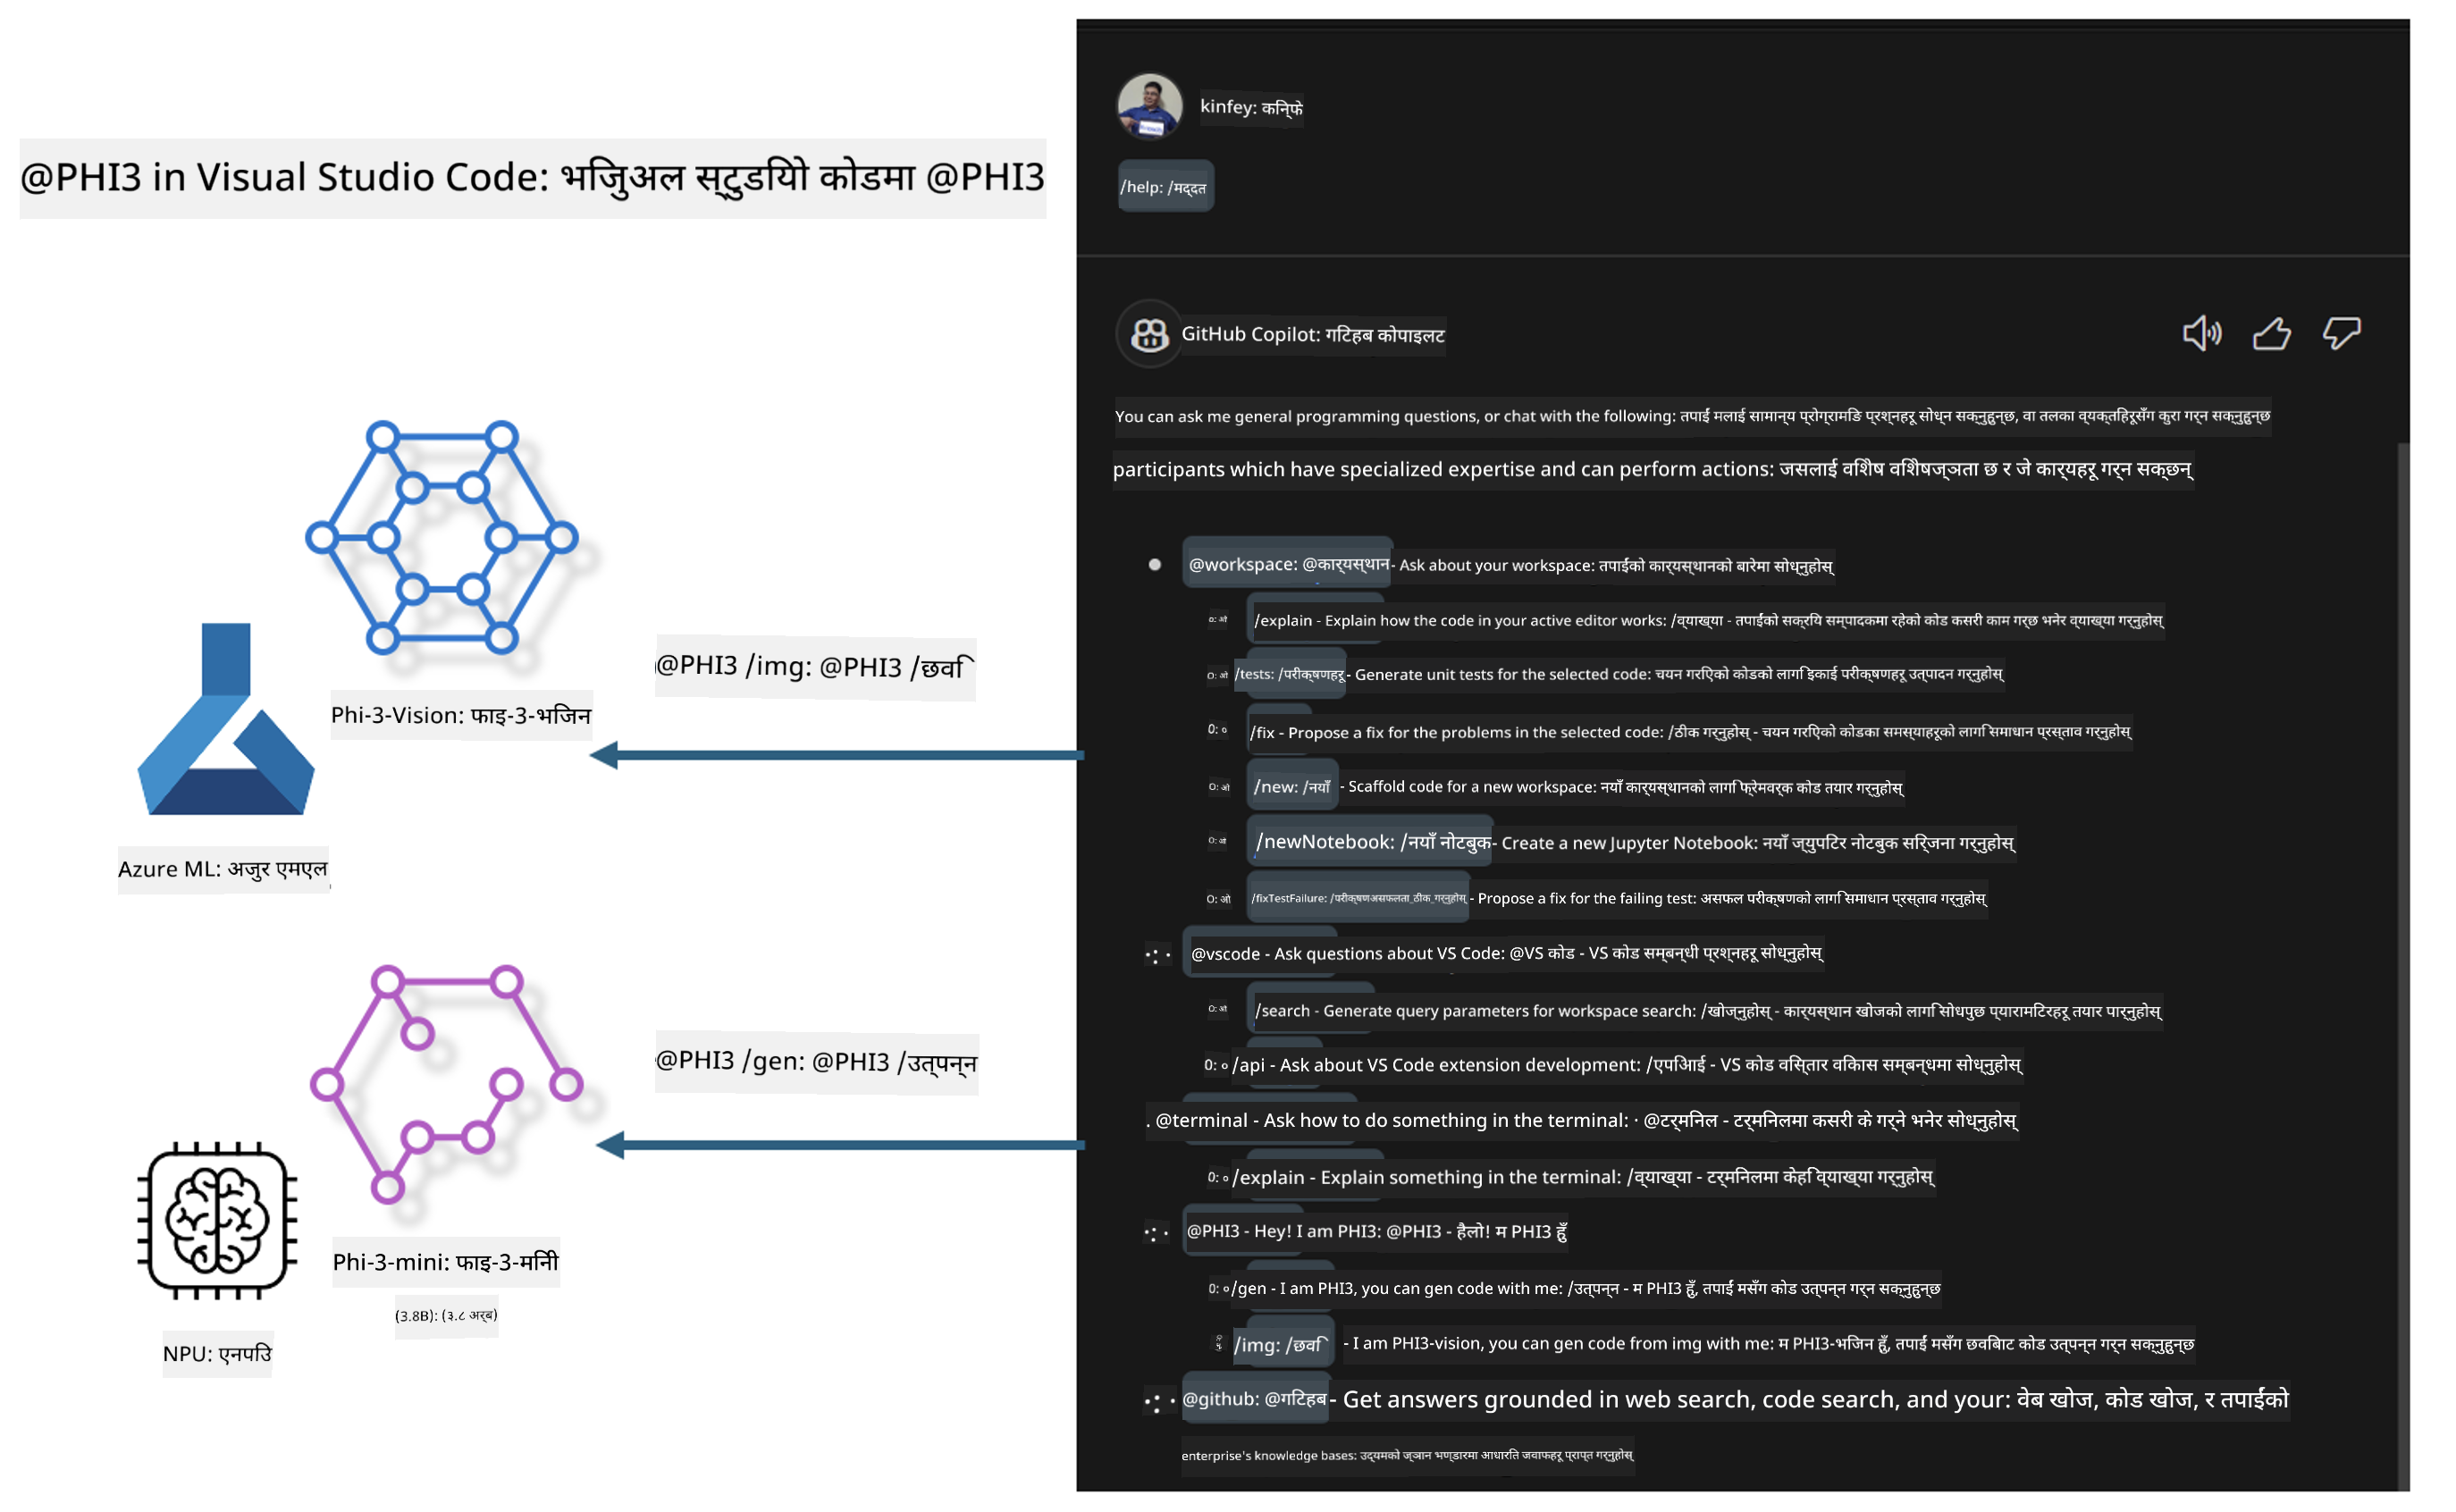 @PHI3 in Visual Studio Code: भिजुअल स्टुडियो कोडमा @PHI3
@PHI3 /img: @PHI3 /छवि
Phi-3-Vision: फाइ-3-भिजन
Azure ML: अजुर एमएल
@PHI3 /gen: @PHI3 /उत्पन्न
Phi-3-mini: फाइ-3-मिनी
(3.8B): (३.८ अर्ब)
NPU: एनपिउ
kinfey: किन्फे
/help: /मद्दत
GitHub Copilot: गिटहब कोपाइलट
You can ask me general programming questions, or chat with the following: तपाईं मलाई सामान्य प्रोग्रामिङ प्रश्नहरू सोध्न सक्नुहुन्छ, वा तलका व्यक्तिहरूसँग कुरा गर्न सक्नुहुन्छ
participants which have specialized expertise and can perform actions: जसलाई विशेष विशेषज्ञता छ र जे कार्यहरू गर्न सक्छन्
@workspace: @कार्यस्थान - Ask about your workspace: तपाईंको कार्यस्थानको बारेमा सोध्नुहोस्
o: ओ /explain - Explain how the code in your active editor works: /व्याख्या - तपाईंको सक्रिय सम्पादकमा रहेको कोड कसरी काम गर्छ भनेर व्याख्या गर्नुहोस्
O: ओ /tests: /परीक्षणहरू - Generate unit tests for the selected code: चयन गरिएको कोडको लागि इकाई परीक्षणहरू उत्पादन गर्नुहोस्
0: ० /fix - Propose a fix for the problems in the selected code: /ठीक गर्नुहोस् - चयन गरिएको कोडका समस्याहरूको लागि समाधान प्रस्ताव गर्नुहोस्
O: ओ /new: /नयाँ - Scaffold code for a new workspace: नयाँ कार्यस्थानको लागि फ्रेमवर्क कोड तयार गर्नुहोस्
O: ओ /newNotebook: /नयाँ नोटबुक - Create a new Jupyter Notebook: नयाँ ज्युपिटर नोटबुक सिर्जना गर्नुहोस्
O: ओ /fixTestFailure: /परीक्षणअसफलता_ठीक_गर्नुहोस् - Propose a fix for the failing test: असफल परीक्षणको लागि समाधान प्रस्ताव गर्नुहोस्
@vscode - Ask questions about VS Code: @VS कोड - VS कोड सम्बन्धी प्रश्नहरू सोध्नुहोस्
O: ओ /search - Generate query parameters for workspace search: /खोज्नुहोस् - कार्यस्थान खोजको लागि सोधपुछ प्यारामिटरहरू तयार पार्नुहोस्
0: ० /api - Ask about VS Code extension development: /एपिआई - VS कोड विस्तार विकास सम्बन्धमा सोध्नुहोस्
. @terminal - Ask how to do something in the terminal: · @टर्मिनल - टर्मिनलमा कसरी के गर्ने भनेर सोध्नुहोस्
0: ० /explain - Explain something in the terminal: /व्याख्या - टर्मिनलमा केहि व्याख्या गर्नुहोस्
@PHI3 - Hey! I am PHI3: @PHI3 - हैलो! म PHI3 हुँ
0: ० /gen - I am PHI3, you can gen code with me: /उत्पन्न - म PHI3 हुँ, तपाईं मसँग कोड उत्पन्न गर्न सक्नुहुन्छ
/img: /छवि - I am PHI3-vision, you can gen code from img with me: म PHI3-भिजन हुँ, तपाईं मसँग छविबाट कोड उत्पन्न गर्न सक्नुहुन्छ
@github: @गिटहब - Get answers grounded in web search, code search, and your: वेब खोज, कोड खोज, र तपाईंको
enterprise's knowledge bases: उद्यमको ज्ञान भण्डारमा आधारित जवाफहरू प्राप्त गर्नुहोस्